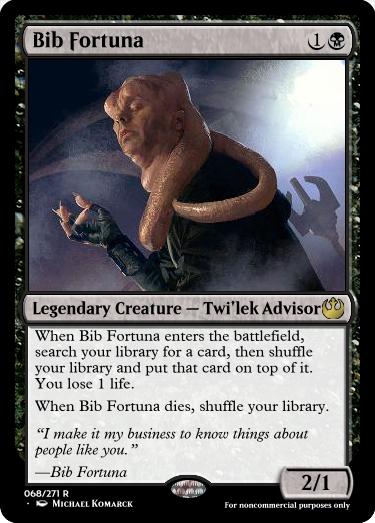 Bib Fortuna 1
Legendary Creature — Twi'lek Advisor
When Bib Fortuna enters the battlefield,
search your library for a card, then shuffle
your library and put that card on top of it.
You lose 1 life.
When Bib Fortuna dies, shuffle your library.
"I make it my business to know things about
people like you."
—Bib Fortuna
2/1
068/271 R
· Michael Komarck
For noncommercial purposes only